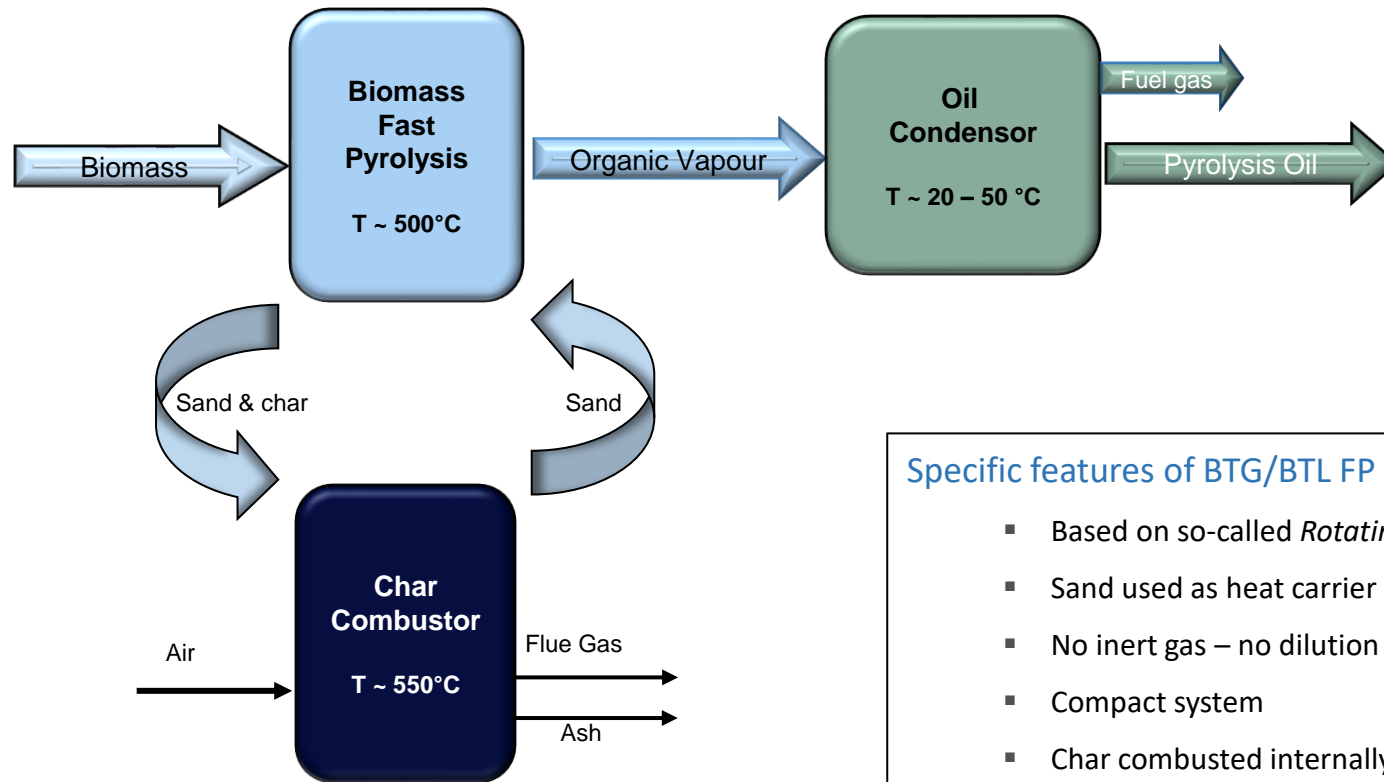 Biomass
Biomass
Fast
Pyrolysis
T ~ 500°C
Organic Vapour
Oil
Condensor
T ~ 20 – 50 °C
Fuel gas
Pyrolysis Oil
Sand & char
Sand
Char
Combustor
T ~ 550°C
Air
Flue Gas
Ash
Specific features of BTG/BTL FP
▪ Based on so-called
▪ Sand used as heat carrier
▪ No inert gas – no dilution
▪ Compact system
▪ Char combusted internally